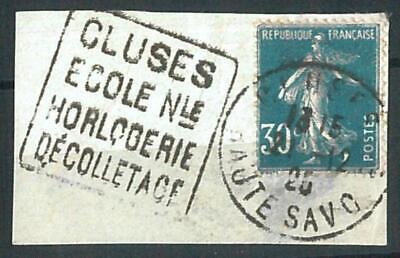 CLUSES
ECOLE NLE
HORLOGERIE
DÉCOLLETAGE
REPUBLIQUE FRANÇAISE
30
POSTES
HAUTE SAVO